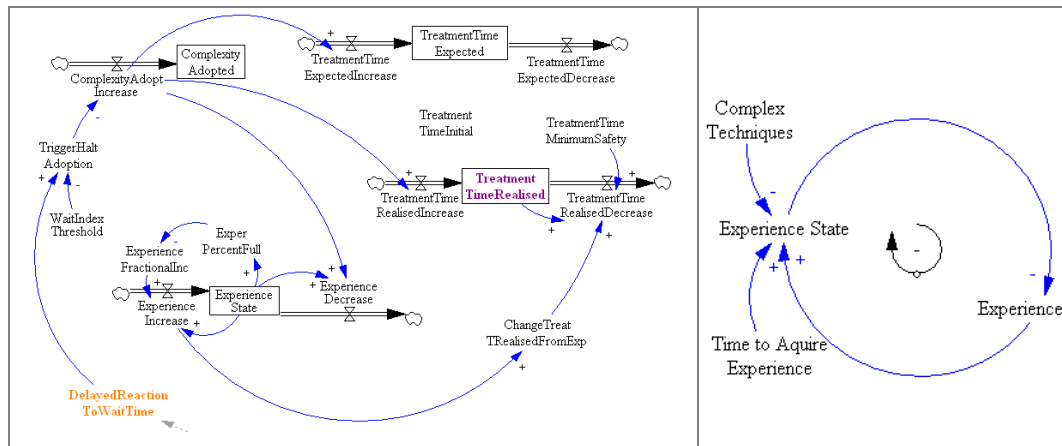 +
TreatmentTime
Expected
TreatmentTime
ExpectedIncrease
TreatmentTime
ExpectedDecrease
Complexity
Adopted
ComplexityAdopt
Increase
-
Treatment
TimeInitial
TreatmentTime
MinimumSafety
TriggerHalt
Adoption
+
-
+
Treatment
TimeRealised
+
TreatmentTime
RealisedIncrease
TreatmentTime
RealisedDecrease
+
+
WaitIndex
Threshold
Exper
PercentFull
-
Experience
FractionalInc
+
+
+
+
Experience
Decrease
Experience
State
Experience
Increase
+
ChangeTreat
TRealisedFromExp
+
DelayedReaction
ToWaitTime
Complex
Techniques
-
Experience State
+
+
-
-
Experience
Time to Aquire
Experience